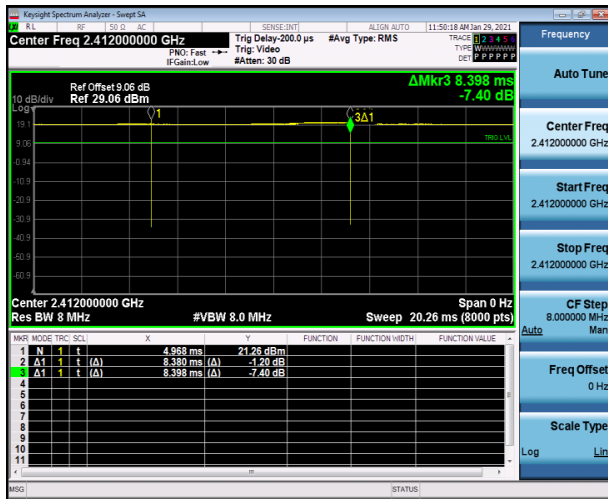 Keysight Spectrum Analyzer - Swept SA
RL RF 50 Ω AC SENSE:INT ALIGN AUTO 11:50:18 AM Jan 29, 2021
Center Freq 2.412000000 GHz
PNO: Fast
IFGain:Low
Trig Delay-200.0 µs
Trig: Video
#Atten: 30 dB
#Avg Type: RMS
TRACE 1 2 3 4 5 6
TYPE W W W W W W
DET P P P P P P
Frequency
Auto Tune
Center Freq
2.412000000 GHz
Start Freq
2.412000000 GHz
Stop Freq
2.412000000 GHz
CF Step
8.000000 MHz
Auto Man
Freq Offset
0 Hz
Scale Type
Log Lin
ΔMkr3 8.398 ms
-7.40 dB
Ref Offset 9.06 dB
10 dB/div Ref 29.06 dBm
Log
1
3Δ1
19.1
9.06
TRIG LVL
-0.94
-10.9
-20.9
-30.9
-40.9
-50.9
-60.9
Center 2.412000000 GHz Span 0 Hz
Res BW 8 MHz #VBW 8.0 MHz Sweep 20.26 ms (8000 pts)
MKR MODE TRC SCL X Y FUNCTION FUNCTION WIDTH FUNCTION VALUE
1 N 1 t 4.968 ms 21.26 dBm
2 Δ1 1 t (Δ) 8.380 ms (Δ) -1.20 dB
3 Δ1 1 t (Δ) 8.398 ms (Δ) -7.40 dB
4
5
6
7
8
9
10
11
MSG STATUS